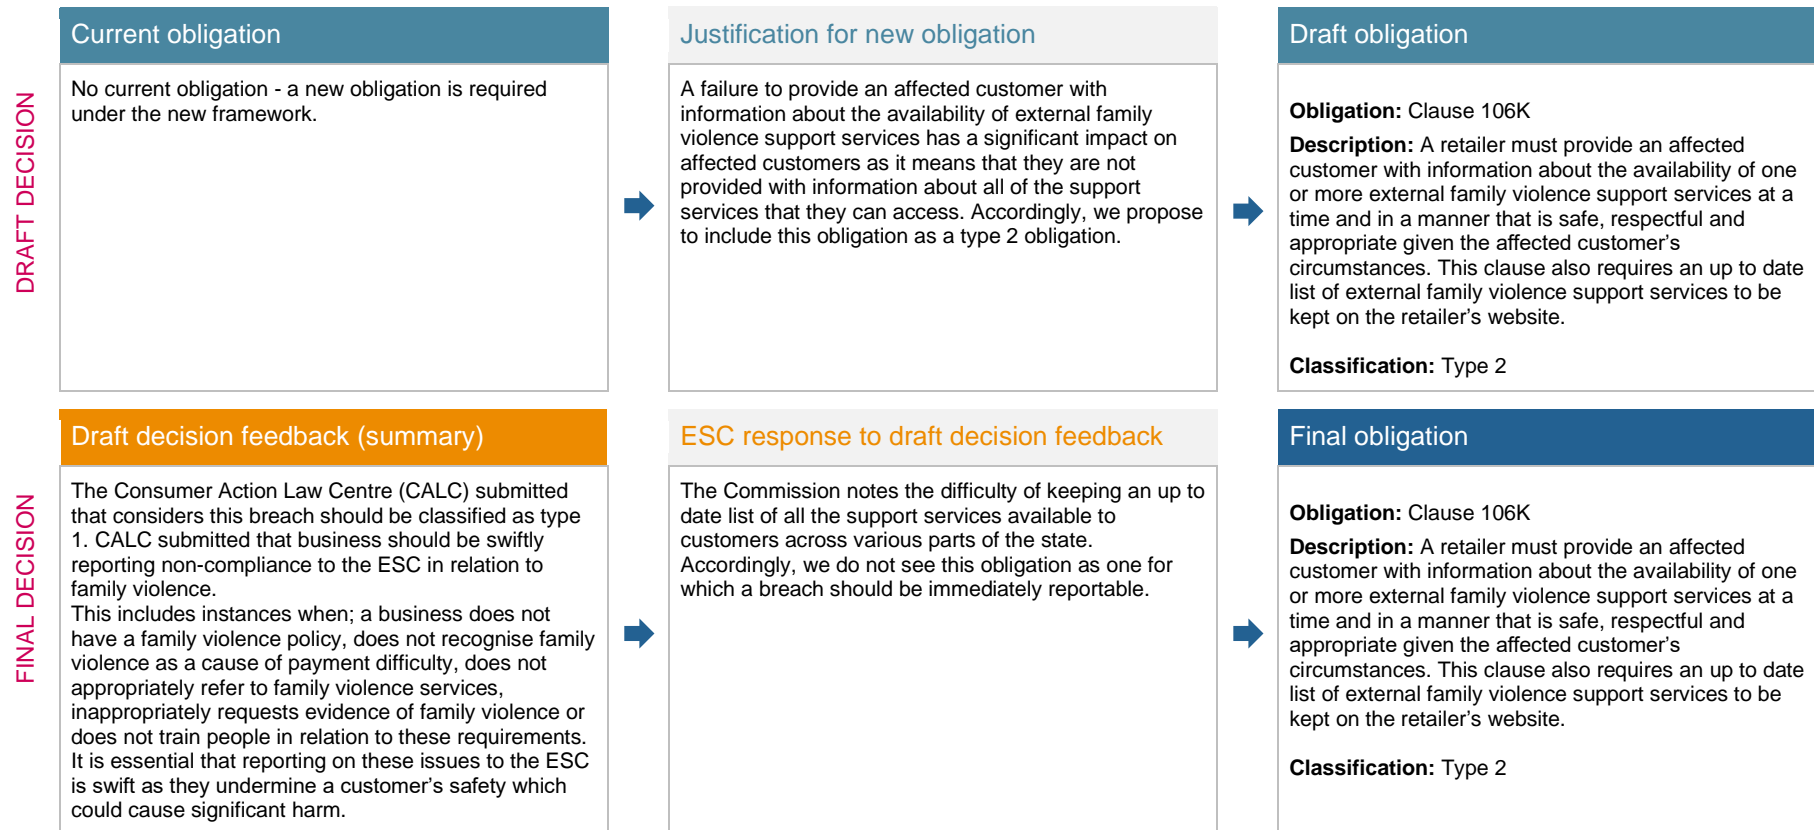 DRAFT DECISION
Current obligation
No current obligation - a new obligation is required
under the new framework.
Justification for new obligation
A failure to provide an affected customer with
information about the availability of external family
violence support services has a significant impact on
affected customers as it means that they are not
provided with information about all of the support
services that they can access. Accordingly, we propose
to include this obligation as a type 2 obligation.
Draft obligation
Obligation: Clause 106K
Description: A retailer must provide an affected
customer with information about the availability of one
or more external family violence support services at a
time and in a manner that is safe, respectful and
appropriate given the affected customer's
circumstances. This clause also requires an up to date
list of external family violence support services to be
kept on the retailer's website.
Classification: Type 2
FINAL DECISION
Draft decision feedback (summary)
The Consumer Action Law Centre (CALC) submitted
that considers this breach should be classified as type
1. CALC submitted that business should be swiftly
reporting non-compliance to the ESC in relation to
family violence.
This includes instances when; a business does not
have a family violence policy, does not recognise family
violence as a cause of payment difficulty, does not
appropriately refer to family violence services,
inappropriately requests evidence of family violence or
does not train people in relation to these requirements.
It is essential that reporting on these issues to the ESC
is swift as they undermine a customer's safety which
could cause significant harm.
ESC response to draft decision feedback
The Commission notes the difficulty of keeping an up to
date list of all the support services available to
customers across various parts of the state.
Accordingly, we do not see this obligation as one for
which a breach should be immediately reportable.
Final obligation
Obligation: Clause 106K
Description: A retailer must provide an affected
customer with information about the availability of one
or more external family violence support services at a
time and in a manner that is safe, respectful and
appropriate given the affected customer's
circumstances. This clause also requires an up to date
list of external family violence support services to be
kept on the retailer's website.
Classification: Type 2